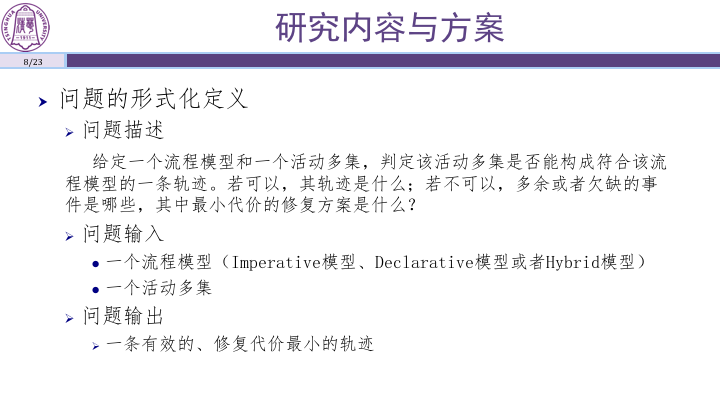 研究内容与方案
TSINGHUA UNIVERSITY
1911
8/23
问题的形式化定义
问题描述
给定一个流程模型和一个活动多集，判定该活动多集是否能构成符合该流
程模型的一条轨迹。若可以，其轨迹是什么；若不可以，多余或者欠缺的事
件是哪些，其中最小代价的修复方案是什么？
问题输入
一个流程模型（Imperative模型、Declarative模型或者Hybrid模型）
一个活动多集
问题输出
一条有效的、修复代价最小的轨迹